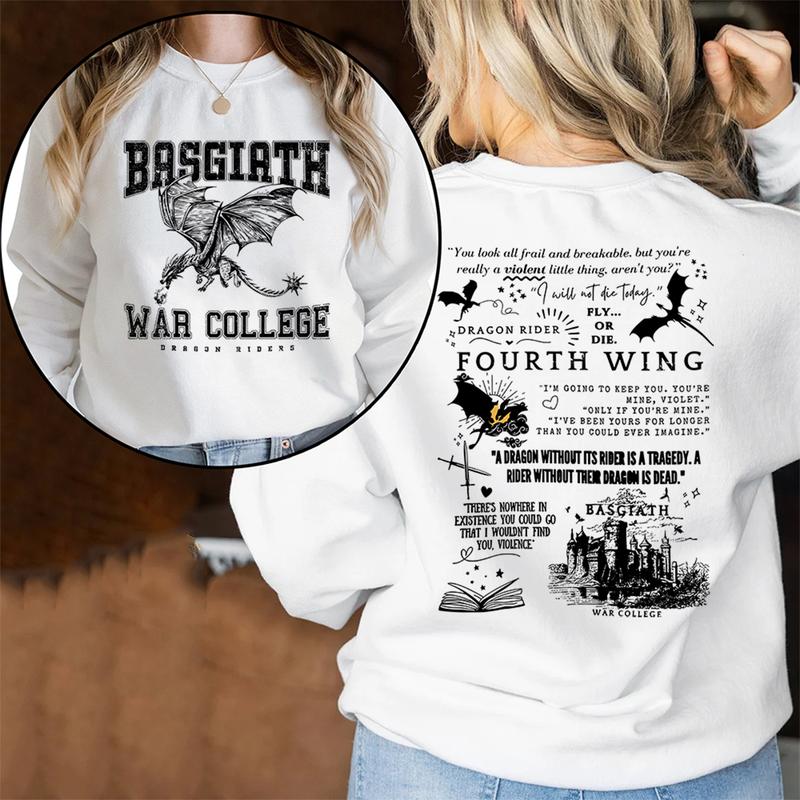 BASGIATH
WAR COLLEGE
DRAGON RIDERS
"You look all frail and breakable, but you're
really a violent little thing, aren't you?"
"I will not die today."
FLY...
OR
DIE.
DRAGON RIDER
FOURTH WING
"I'M GOING TO KEEP YOU. YOU'RE
MINE, VIOLET."
"ONLY IF YOU'RE MINE."
"I'VE BEEN YOURS FOR LONGER
THAN YOU COULD EVER IMAGINE."
"A DRAGON WITHOUT ITS RIDER IS A TRAGEDY. A
RIDER WITHOUT THEIR DRAGON IS DEAD."
"THERE'S NOWHERE IN
EXISTENCE YOU COULD GO
THAT I WOULDN'T FIND
YOU, VIOLENCE"
BASGIATH
WAR COLLEGE